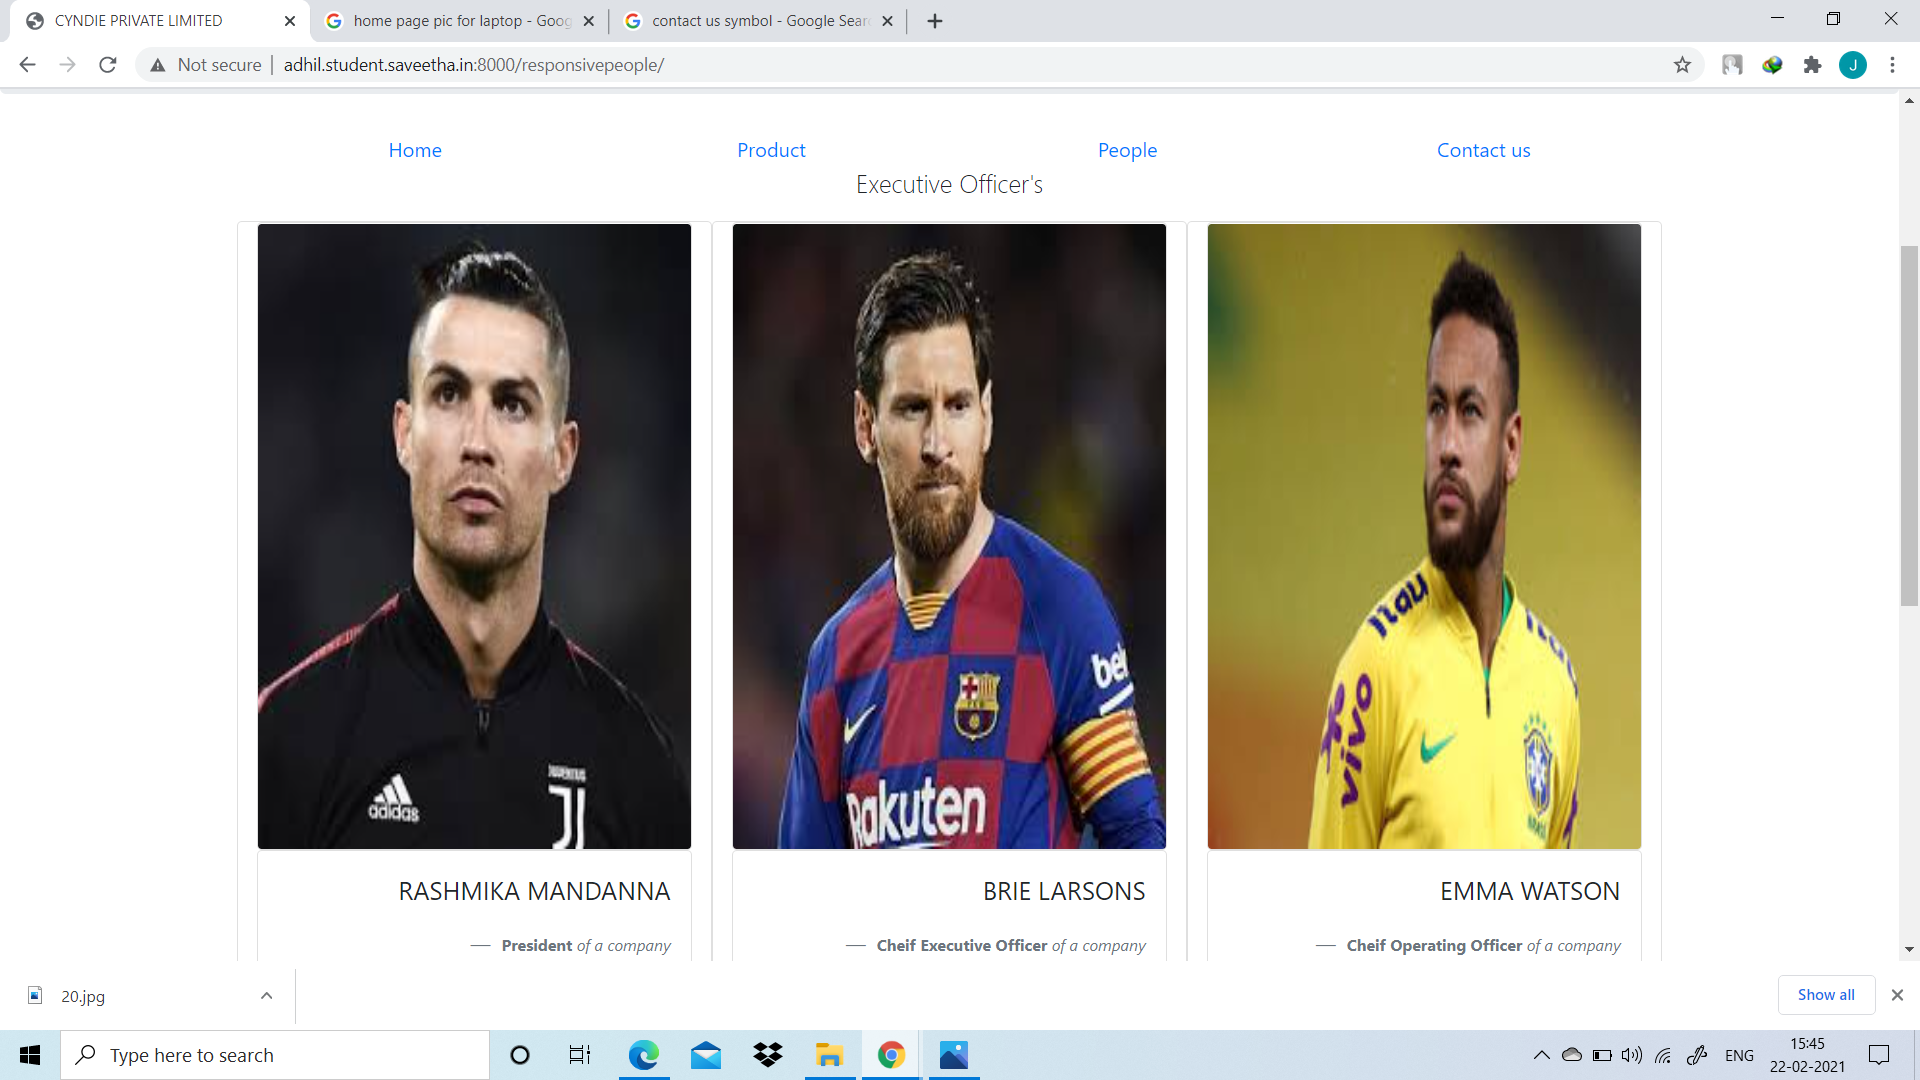 CYNDIE PRIVATE LIMITED
home page pic for laptop - Goog
contact us symbol - Google Sear
Not secure
adhil.student.saveetha.in:8000/responsivepeople/
J
Home
Product
People
Contact us
Executive Officer's
adidas
JUVENTUS
FCB
Rakuten
Itau
vivo
RASHMIKA MANDANNA
BRIE LARSONS
EMMA WATSON
— President of a company
— Cheif Executive Officer of a company
— Cheif Operating Officer of a company
20.jpg
Show all
Type here to search
ENG
15:45
22-02-2021